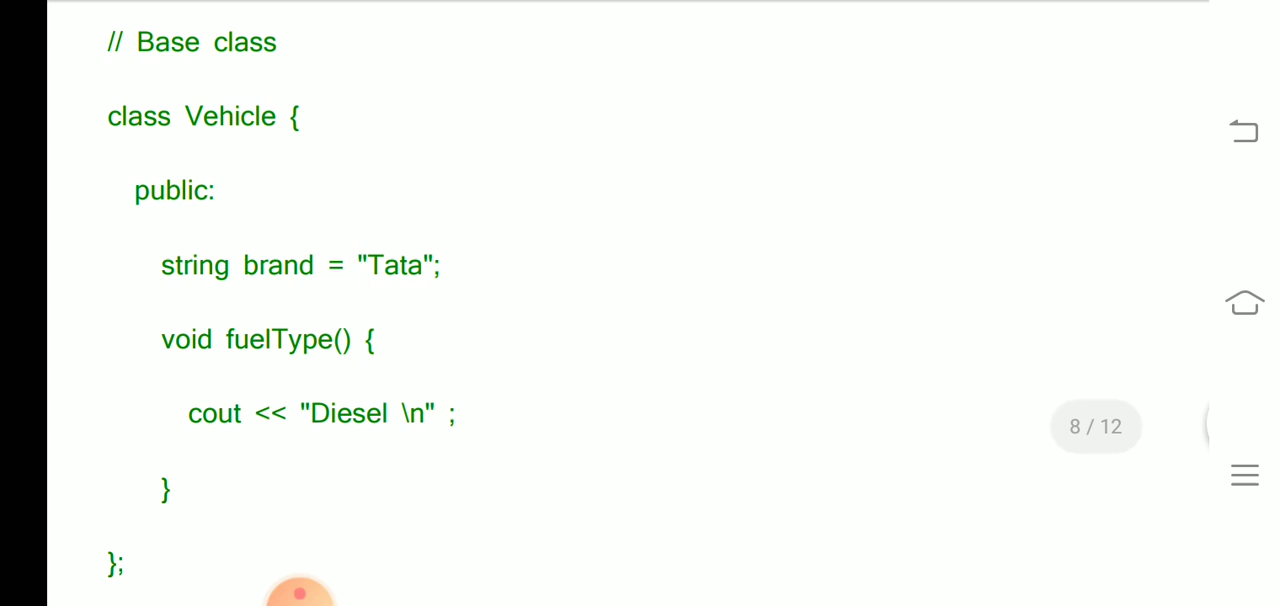 // Base class
class Vehicle {
public:
string brand = "Tata";
void fuelType() {
cout << "Diesel \n" ;
}
};
8 / 12